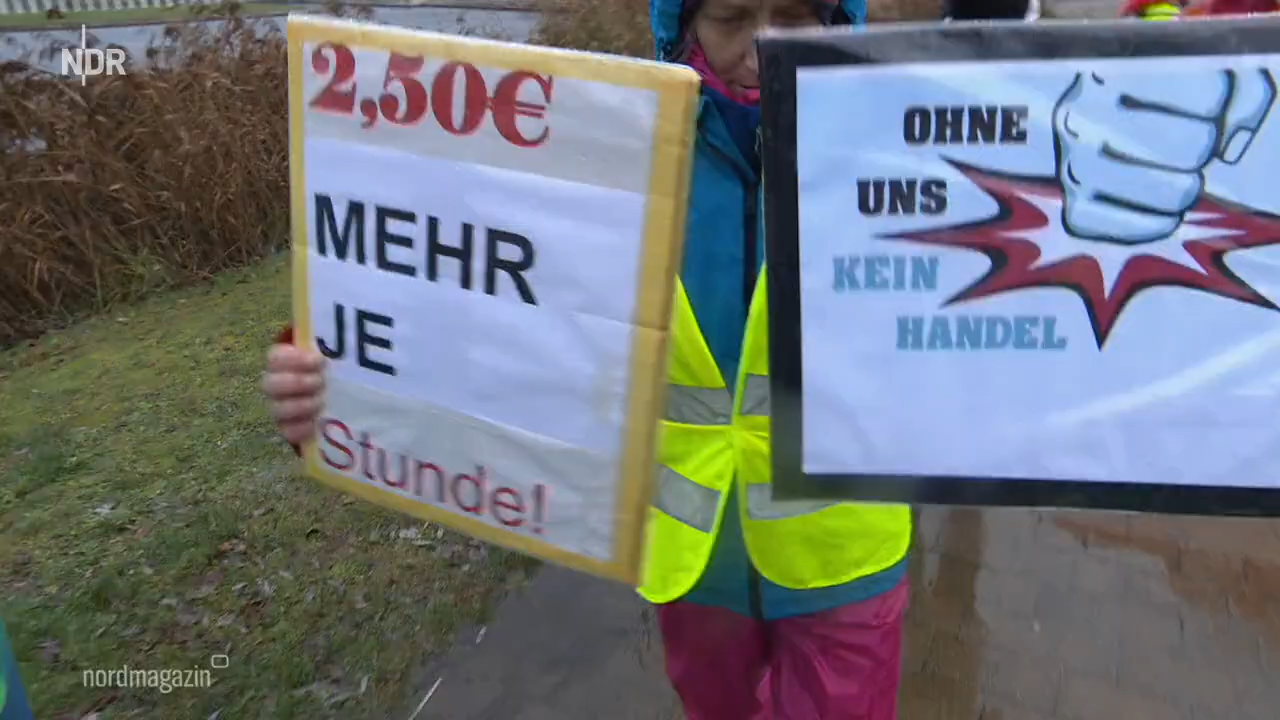 NDR
2,50€
MEHR
JE
Stunde!
OHNE
UNS
KEIN
HANDEL
nordmagazin